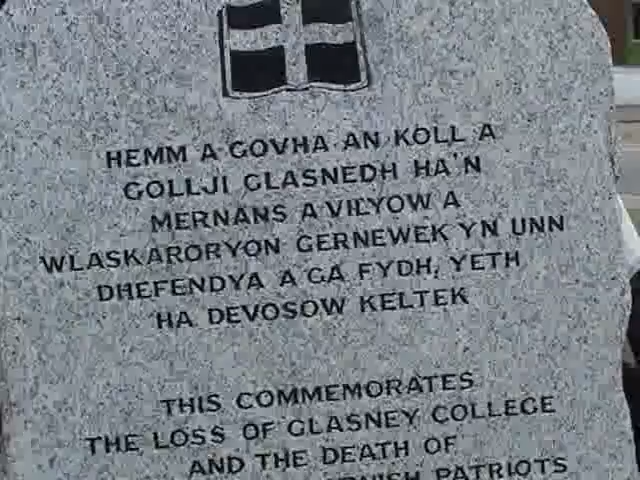 HEMM A GOVHA AN KOLL A
GOLLJI GLASNEDH HA'N
MERNANS A VILYOW A
WLASKARORYON GERNEWEK YN UNN
DHEFENDYA A GA FYDH, YETH
HA DEVOSOW KELTEK
THIS COMMEMORATES
THE LOSS OF GLASNEY COLLEGE
AND THE DEATH OF
PATRIOTS